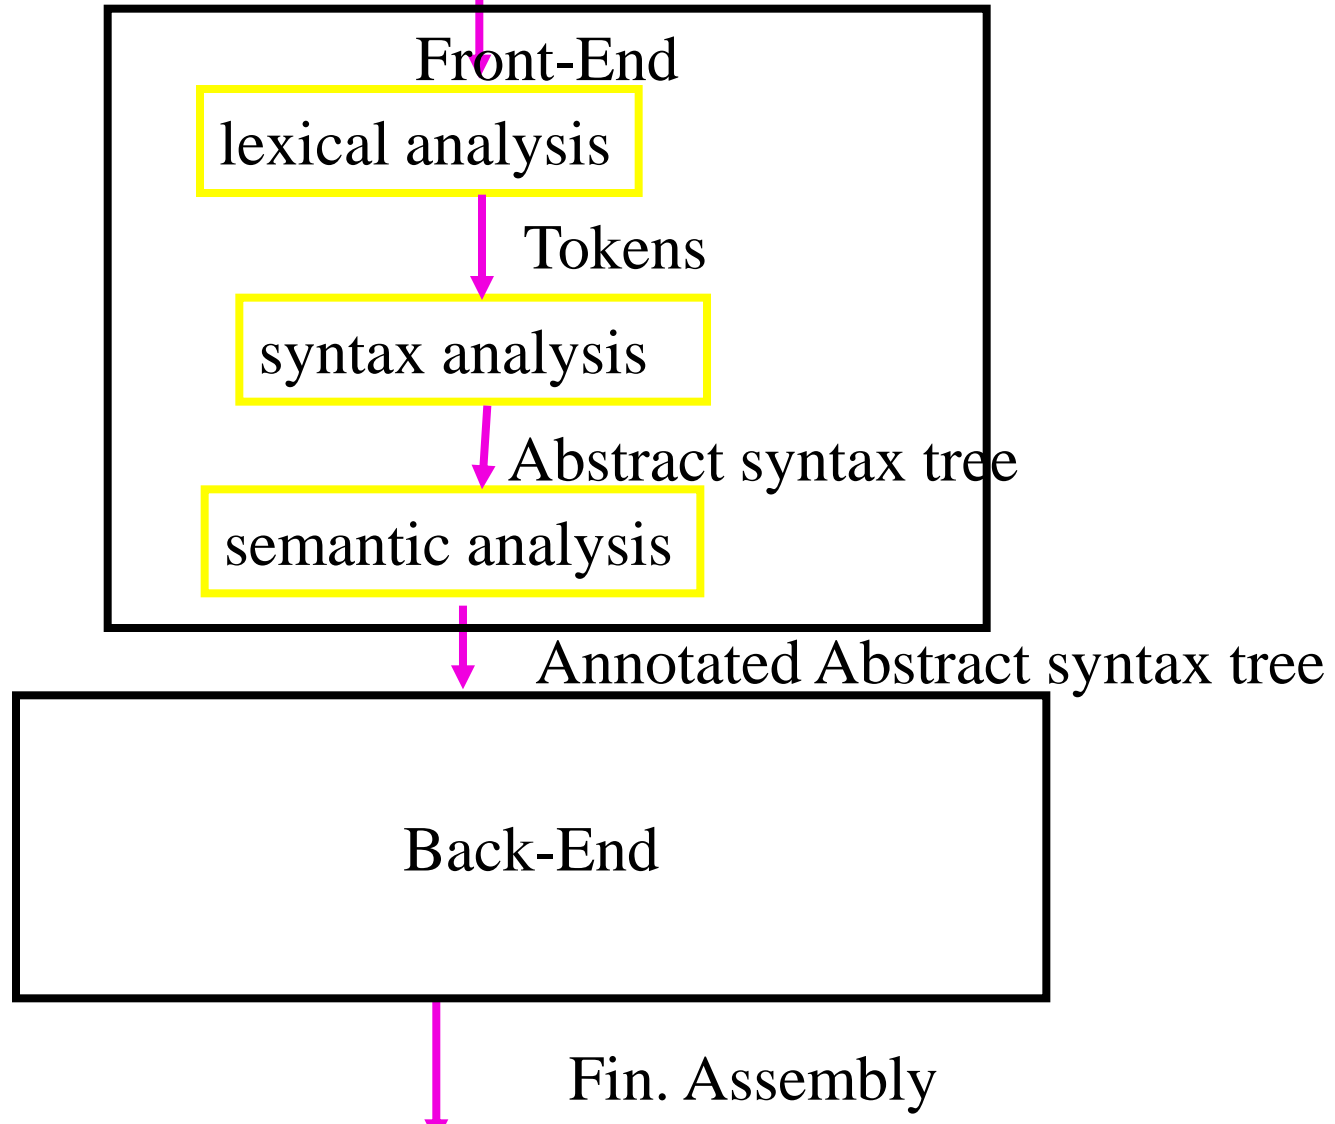 Front-End
lexical analysis
Tokens
syntax analysis
Abstract syntax tree
semantic analysis
Annotated Abstract syntax tree
Back-End
Fin. Assembly